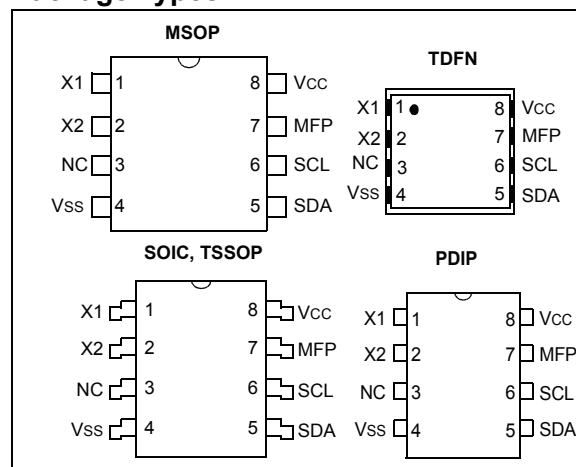 MSOP
X1 1 8 VCC
X2 2 7 MFP
NC 3 6 SCL
VSS 4 5 SDA
TDFN
X1 1 8 VCC
X2 2 7 MFP
NC 3 6 SCL
VSS 4 5 SDA
SOIC, TSSOP
X1 1 8 VCC
X2 2 7 MFP
NC 3 6 SCL
VSS 4 5 SDA
PDIP
X1 1 8 VCC
X2 2 7 MFP
NC 3 6 SCL
VSS 4 5 SDA